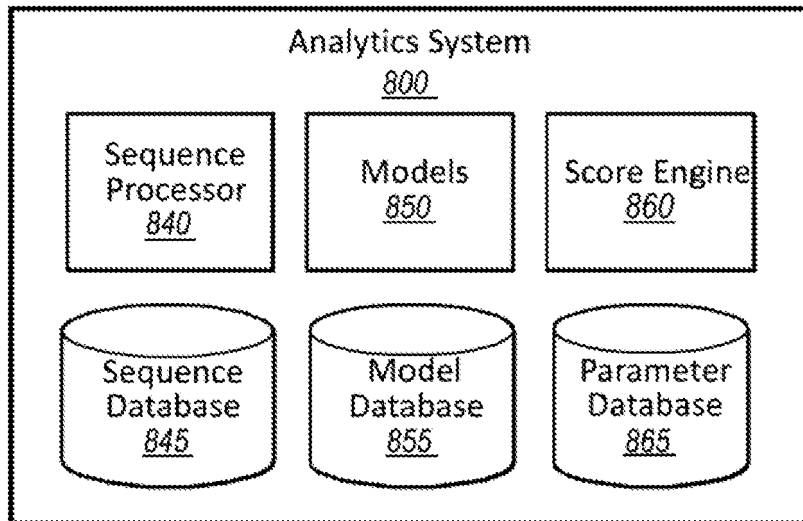 Analytics System
800
Sequence
Processor
840
Models
850
Score Engine
860
Sequence
Database
845
Model
Database
855
Parameter
Database
865